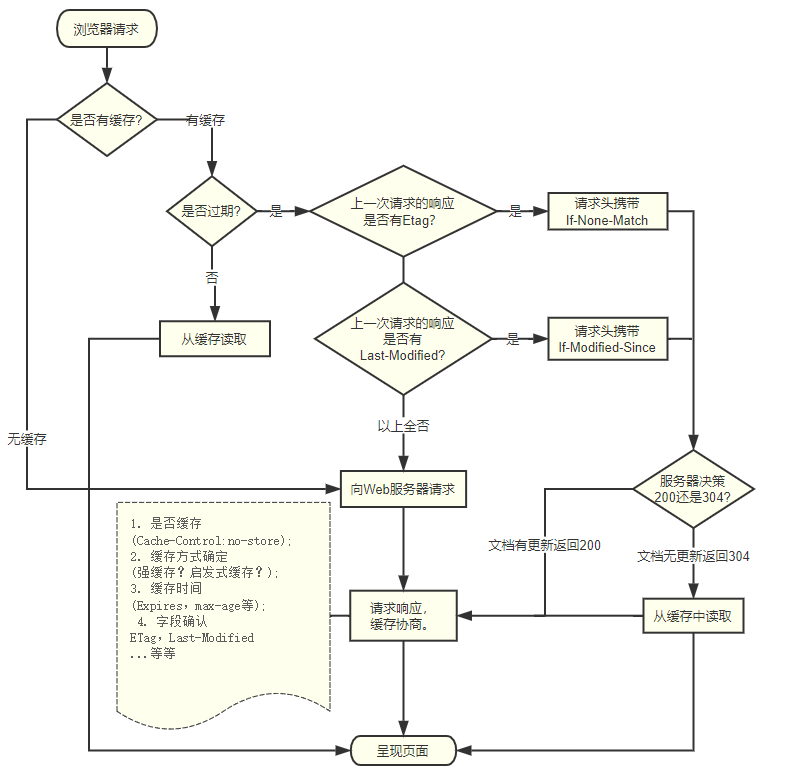 浏览器请求
是否有缓存?
有缓存
是否过期?
是
上一次请求的响应
是否有Etag?
是
请求头携带
If-None-Match
否
从缓存读取
上一次请求的响应
是否有
Last-Modified?
是
请求头携带
If-Modified-Since
无缓存
以上全否
向Web服务器请求
服务器决策
200还是304?
1. 是否缓存
(Cache-Control:no-store);
2. 缓存方式确定
(强缓存？启发式缓存？);
3. 缓存时间
(Expires，max-age等);
4. 字段确认
ETag，Last-Modified
...等等
文档有更新返回200
文档无更新返回304
请求响应，
缓存协商。
从缓存中读取
呈现页面